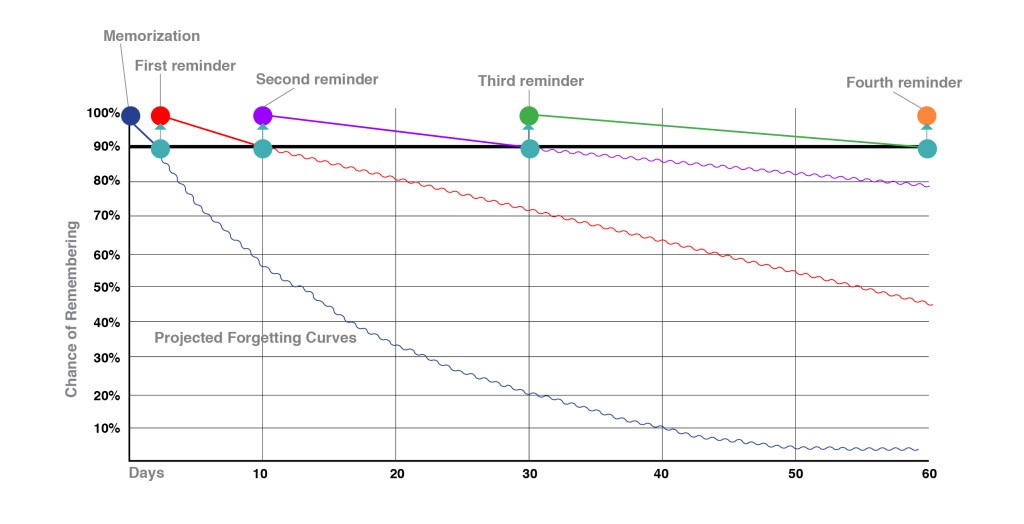 Memorization
First reminder
Second reminder
Third reminder
Fourth reminder
100%
90%
80%
70%
60%
50%
40%
30%
20%
10%
Chance of Remembering
Projected Forgetting Curves
Days
10
20
30
40
50
60